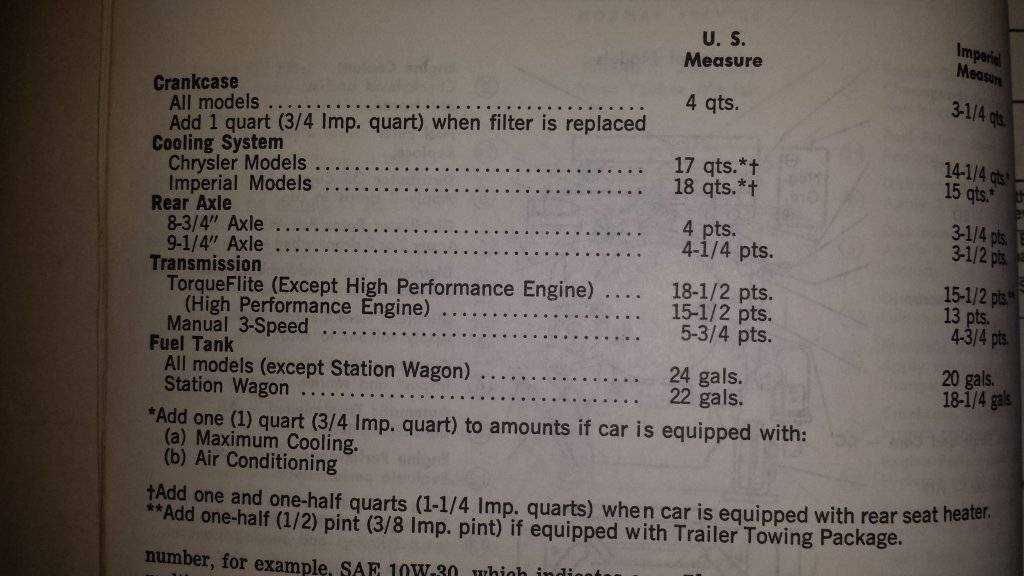 U. S. Measure Imperial Measure
Crankcase
All models ........................................ 4 qts. 3-1/4 qts.
Add 1 quart (3/4 Imp. quart) when filter is replaced
Cooling System
Chrysler Models .................................. 17 qts.*† 14-1/4 qts.*
Imperial Models .................................. 18 qts.*† 15 qts.*
Rear Axle
8-3/4" Axle ........................................ 4 pts. 3-1/4 pts.
9-1/4" Axle ........................................ 4-1/4 pts. 3-1/2 pts.
Transmission
TorqueFlite (Except High Performance Engine) .... 18-1/2 pts. 15-1/2 pts.**
(High Performance Engine) ..................... 15-1/2 pts. 13 pts.
Manual 3-Speed .................................. 5-3/4 pts. 4-3/4 pts.
Fuel Tank
All models (except Station Wagon) ................ 24 gals. 20 gals.
Station Wagon .................................... 22 gals. 18-1/4 gals.
*Add one (1) quart (3/4 Imp. quart) to amounts if car is equipped with:
(a) Maximum Cooling.
(b) Air Conditioning
†Add one and one-half quarts (1-1/4 Imp. quarts) when car is equipped with rear seat heater.
**Add one-half (1/2) pint (3/8 Imp. pint) if equipped with Trailer Towing Package.
number, for example, SAE 10W-30, which